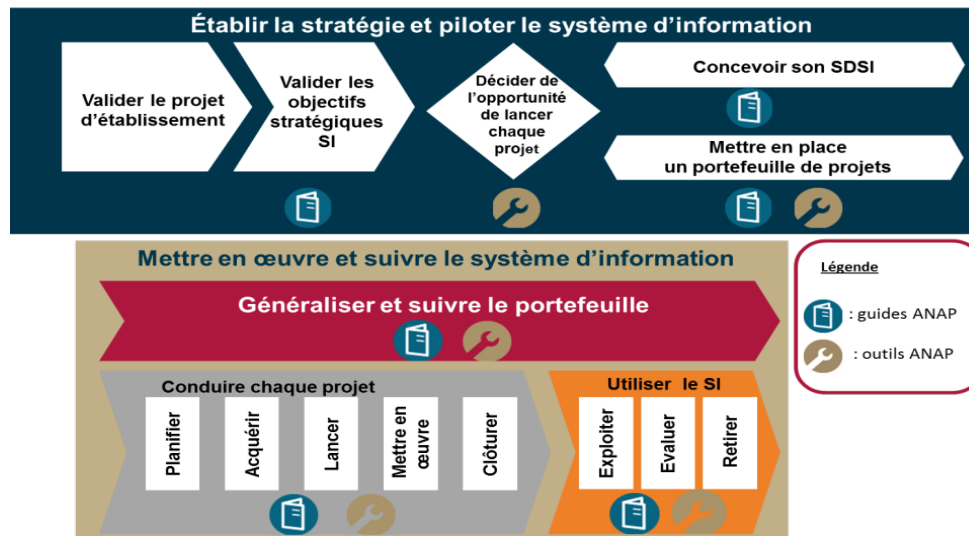 Établir la stratégie et piloter le système d’information
Valider le projet
d’établissement
Valider les
objectifs
stratégiques
SI
Décider de
l’opportunité
de lancer
chaque
projet
Concevoir son SDSI
Mettre en place
un portefeuille de projets
Mettre en œuvre et suivre le système d’information
Généraliser et suivre le portefeuille
Légende
: guides ANAP
: outils ANAP
Conduire chaque projet
Planifier
Acquérir
Lancer
Mettre en
œuvre
Clôturer
Utiliser le SI
Exploiter
Evaluer
Retirer